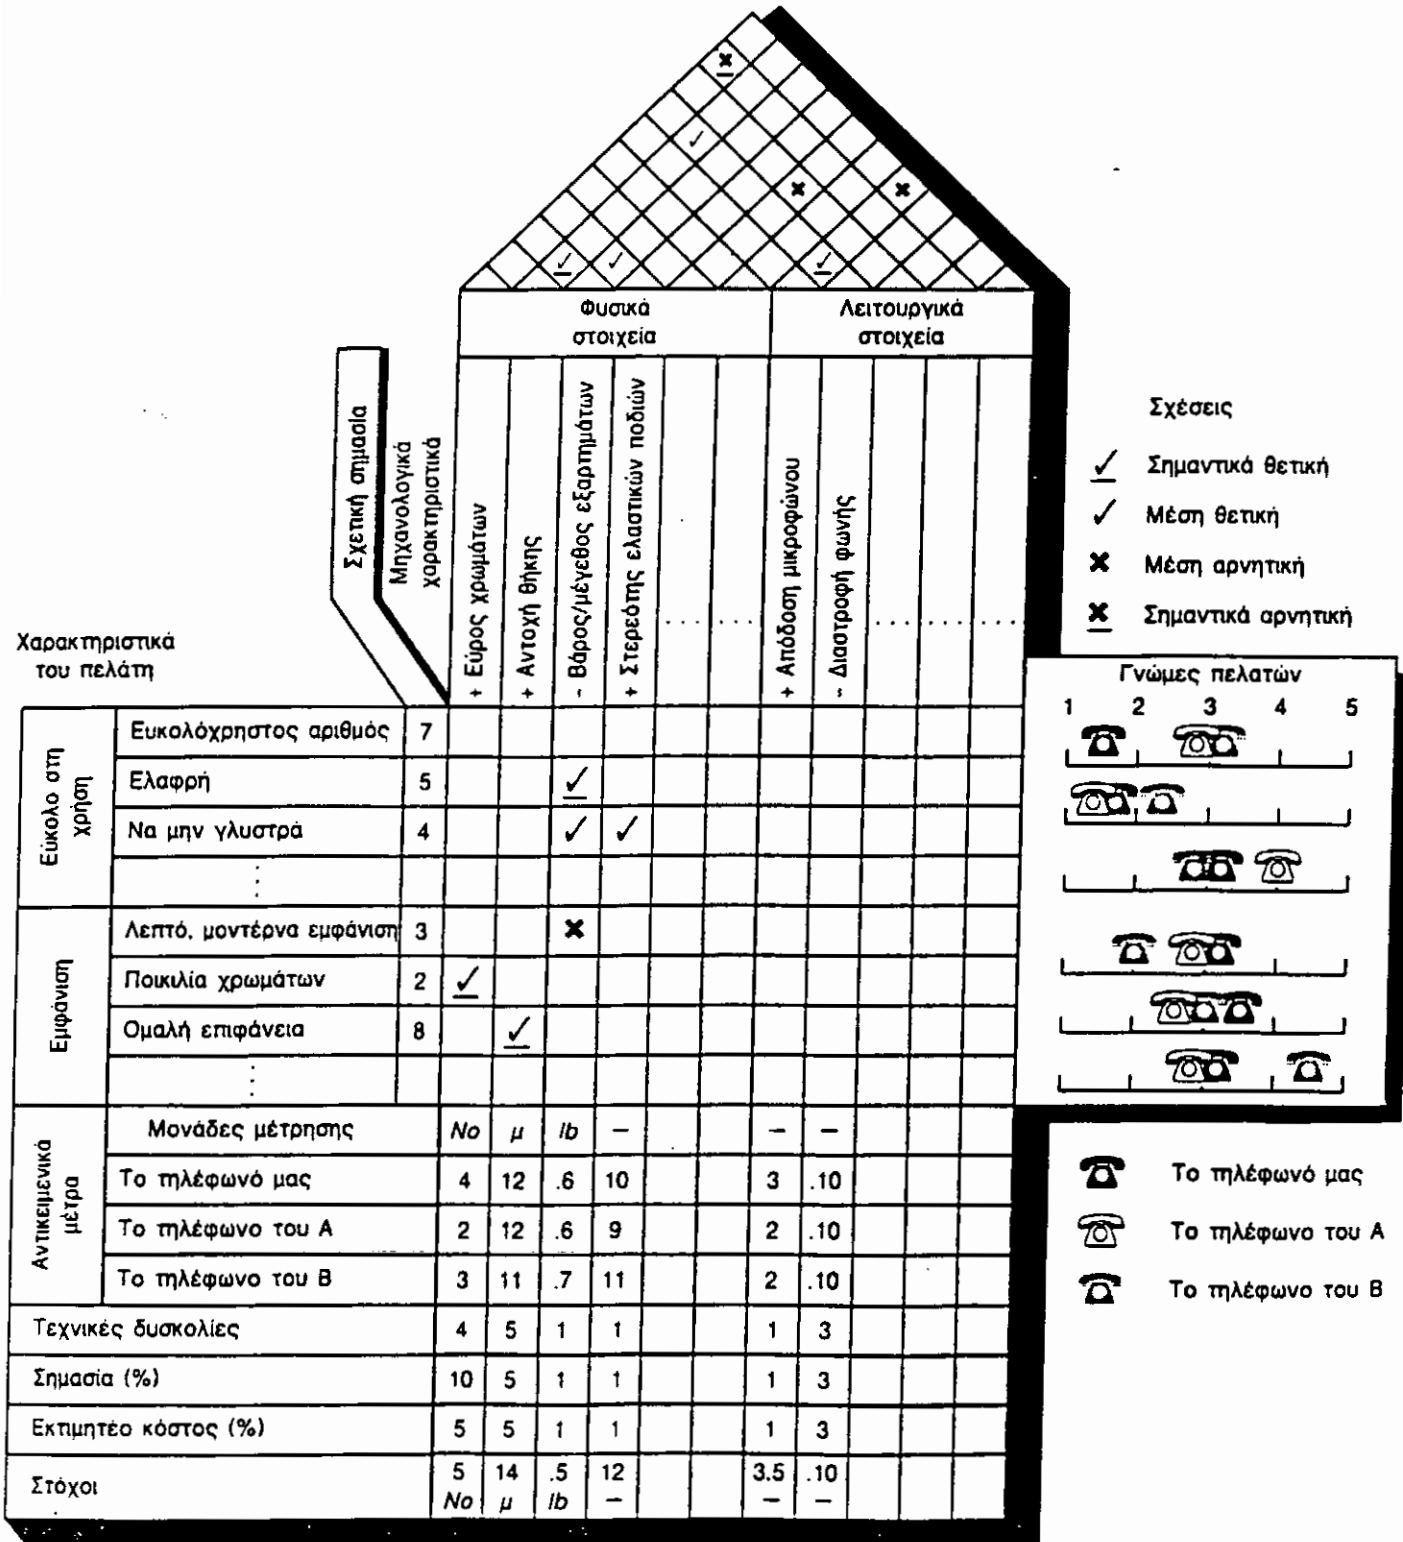 Φυσικά
στοιχεία
Λειτουργικά
στοιχεία
Σχετική σημασία
Μηχανολογικά
χαρακτηριστικά
+ Εύρος χρωμάτων
+ Αντοχή θήκης
- Βάρος/μέγεθος εξαρτημάτων
+ Στερεότης ελαστικών ποδιών
+ Απόδοση μικροφώνου
- Διαστροφή φωνής
Σχέσεις
✓ Σημαντικά θετική
✓ Μέση θετική
✗ Μέση αρνητική
✗ Σημαντικά αρνητική
Χαρακτηριστικά
του πελάτη
Γνώμες πελατών
1 2 3 4 5
Εύκολο στη
χρήση
Ευκολόχρηστος αριθμός 7
Ελαφρή 5 ✓
Να μην γλυστρά 4 ✓ ✓
Εμφάνιση
Λεπτό, μοντέρνα εμφάνιση 3 ✗
Ποικιλία χρωμάτων 2 ✓
Ομαλή επιφάνεια 8 ✓
Αντικειμενικά
μέτρα
Μονάδες μέτρησης No μ lb – – –
Το τηλέφωνό μας 4 12 .6 10 3 .10
Το τηλέφωνο του Α 2 12 .6 9 2 .10
Το τηλέφωνο του Β 3 11 .7 11 2 .10
Τεχνικές δυσκολίες 4 5 1 1 1 3
Σημασία (%) 10 5 1 1 1 3
Εκτιμητέο κόστος (%) 5 5 1 1 1 3
Στόχοι 5 14 .5 12 3.5 .10
No μ lb – – –
Το τηλέφωνό μας
Το τηλέφωνο του Α
Το τηλέφωνο του Β